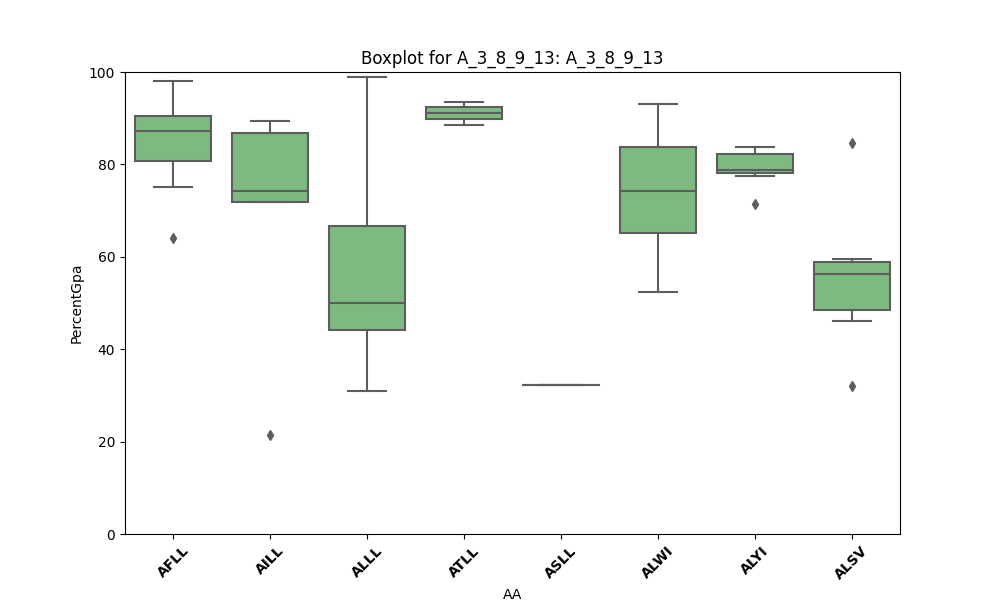 Boxplot for A_3_8_9_13: A_3_8_9_13
100
80
60
40
20
0
PercentGpa
AFLL
AILL
ALLL
ATLL
ASLL
ALWI
ALYI
ALSV
AA